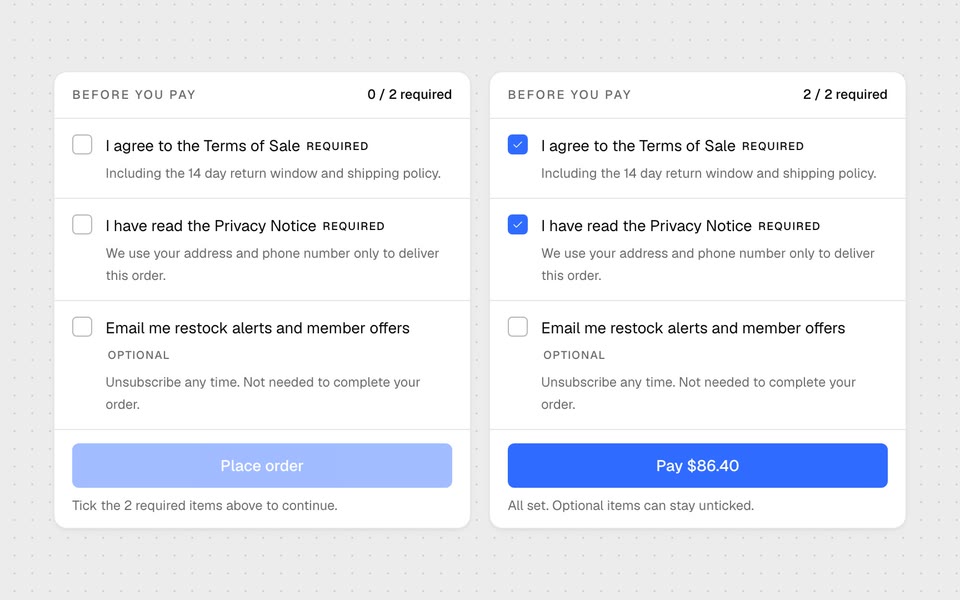 BEFORE YOU PAY
0 / 2 required
I agree to the Terms of Sale REQUIRED
Including the 14 day return window and shipping policy.
I have read the Privacy Notice REQUIRED
We use your address and phone number only to deliver
this order.
Email me restock alerts and member offers
OPTIONAL
Unsubscribe any time. Not needed to complete your
order.
Place order
Tick the 2 required items above to continue.
BEFORE YOU PAY
2 / 2 required
I agree to the Terms of Sale REQUIRED
Including the 14 day return window and shipping policy.
I have read the Privacy Notice REQUIRED
We use your address and phone number only to deliver
this order.
Email me restock alerts and member offers
OPTIONAL
Unsubscribe any time. Not needed to complete your
order.
Pay $86.40
All set. Optional items can stay unticked.